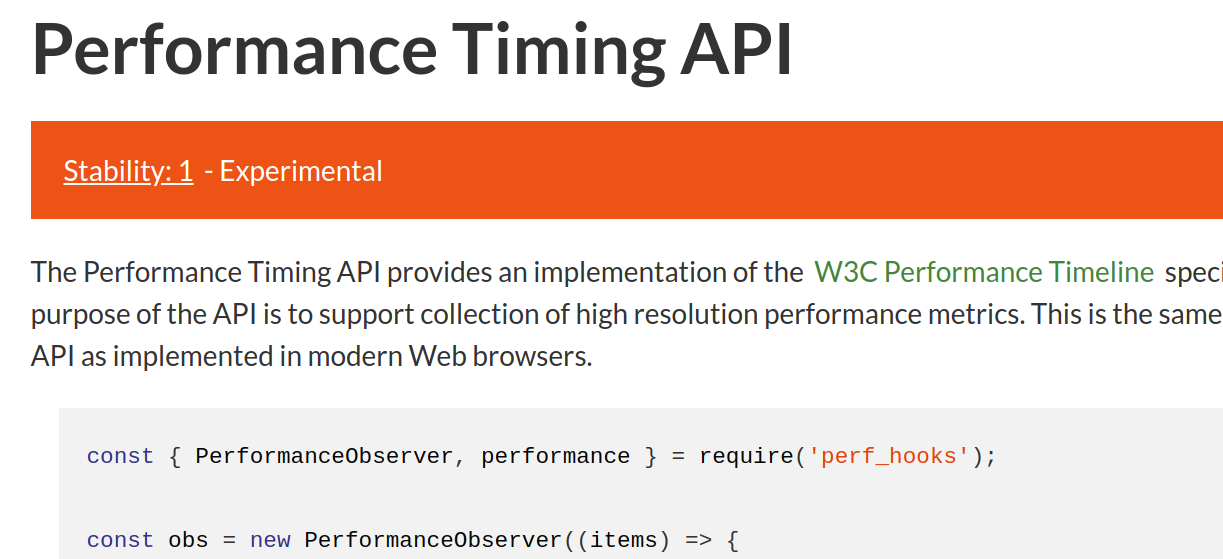 Performance Timing API
Stability: 1 - Experimental
The Performance Timing API provides an implementation of the W3C Performance Timeline speci
purpose of the API is to support collection of high resolution performance metrics. This is the same
API as implemented in modern Web browsers.
const { PerformanceObserver, performance } = require('perf_hooks');
const obs = new PerformanceObserver((items) => {